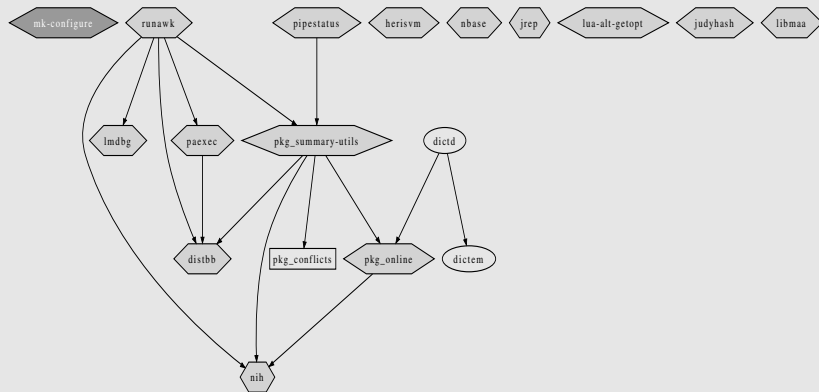 mk-configure
runawk
pipestatus
herisvm
nbase
jrep
lua-alt-getopt
judyhash
libmaa
lmdbg
paexec
pkg_summary-utils
dictd
distbb
pkg_conflicts
pkg_online
dictem
nih